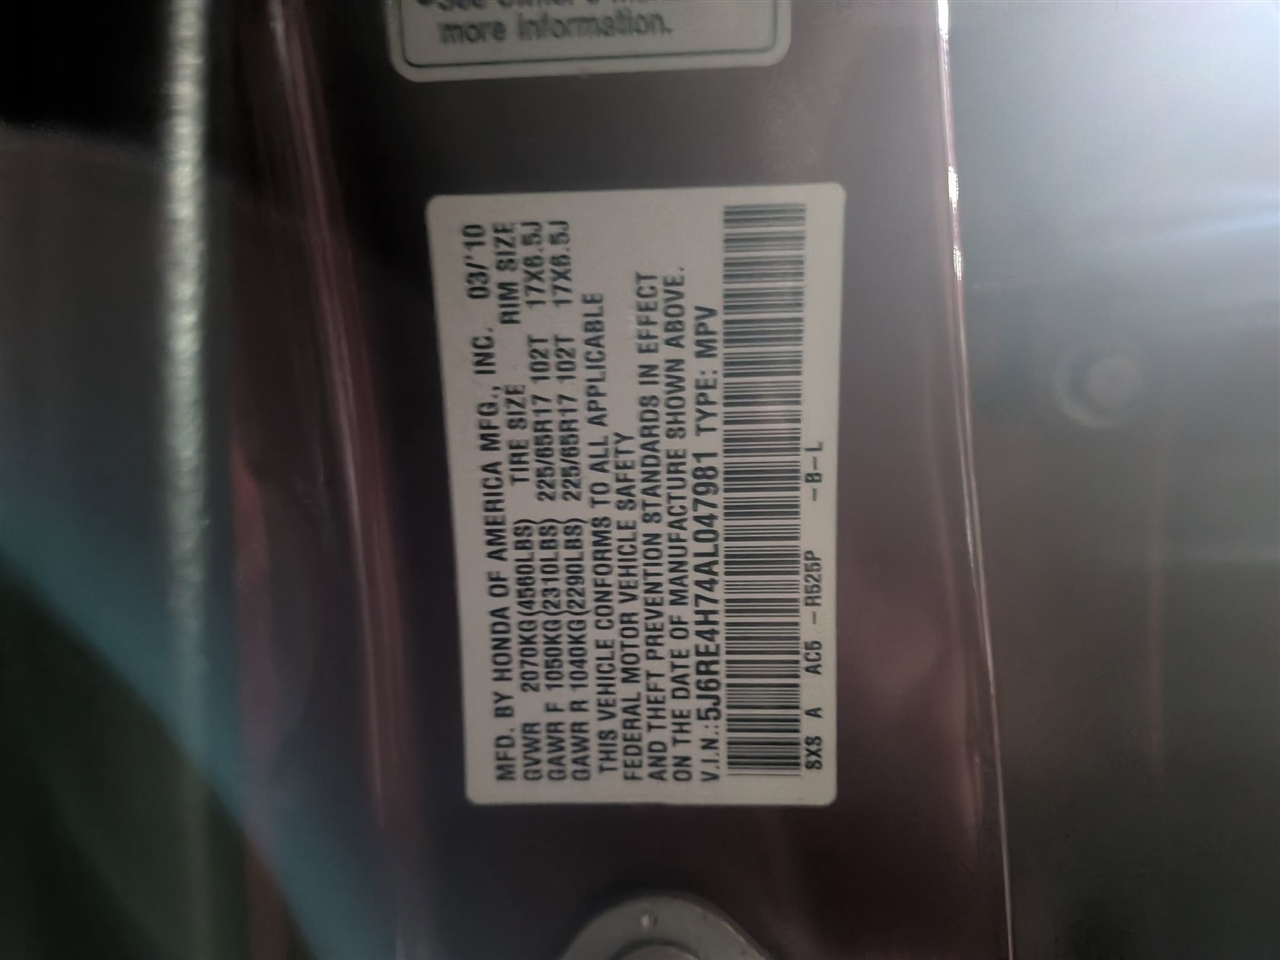 more information.
MFD. BY HONDA OF AMERICA MFG., INC. 03/'10
GVWR 2070KG(4560LBS) TIRE SIZE RIM SIZE
GAWR F 1050KG(2310LBS) 225/65R17 102T 17X6.5J
GAWR R 1040KG(2290LBS) 225/65R17 102T 17X6.5J
THIS VEHICLE CONFORMS TO ALL APPLICABLE
FEDERAL MOTOR VEHICLE SAFETY
AND THEFT PREVENTION STANDARDS IN EFFECT
ON THE DATE OF MANUFACTURE SHOWN ABOVE.
V.I.N.:5J6RE4H74AL047981 TYPE: MPV
SXS A AC5 -R525P -B-L